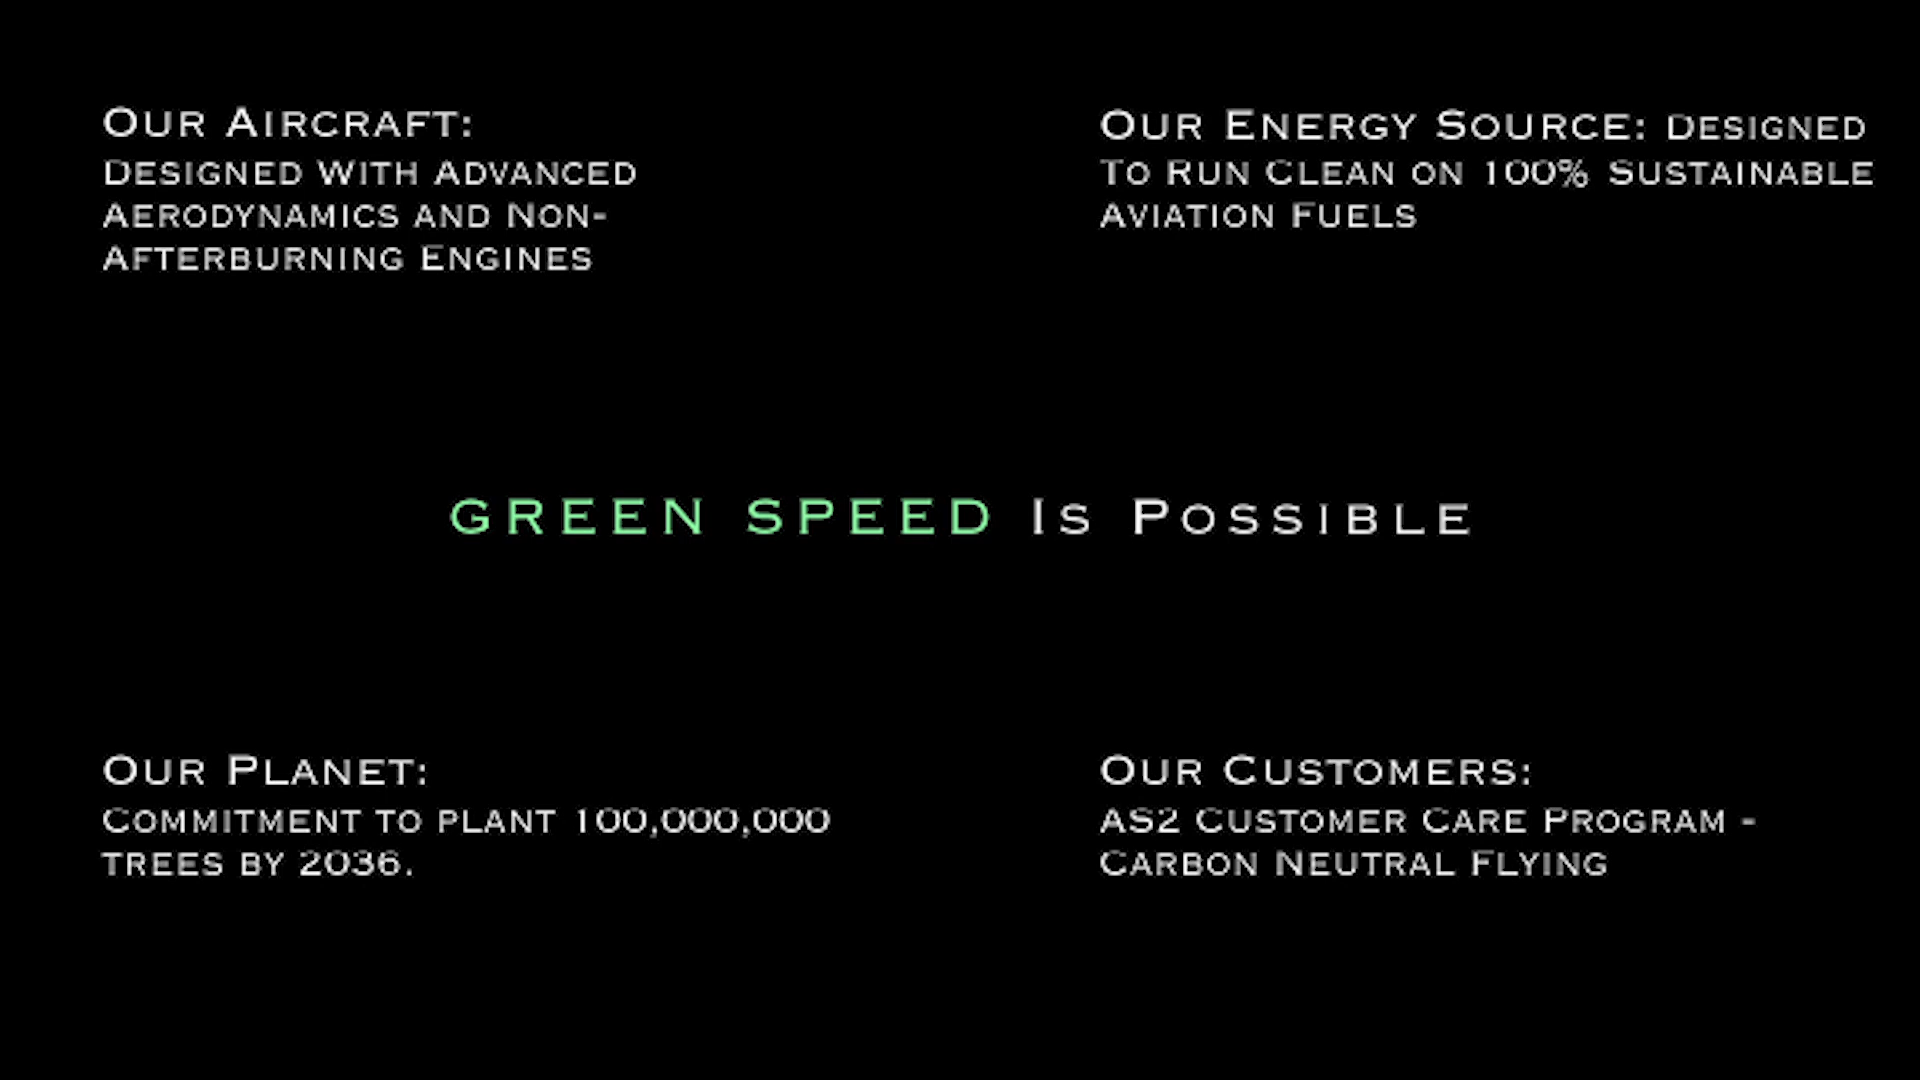 Our Aircraft:
Designed With Advanced
Aerodynamics and Non-
Afterburning Engines
Our Energy Source: Designed
To Run Clean on 100% Sustainable
Aviation Fuels
GREEN SPEED Is Possible
Our Planet:
Commitment to plant 100,000,000
trees by 2036.
Our Customers:
AS2 Customer Care Program -
Carbon Neutral Flying